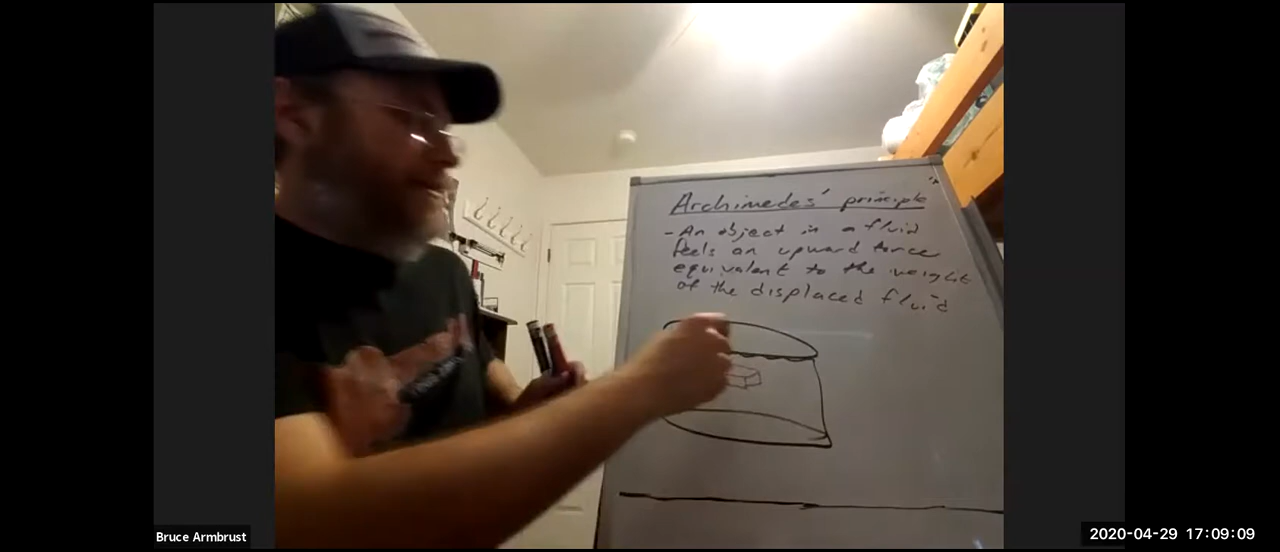 Archimedes' principle
- An object in a fluid
feels an upward force
equivalent to the weight
of the displaced fluid
Bruce Armbrust
2020-04-29 17:09:09